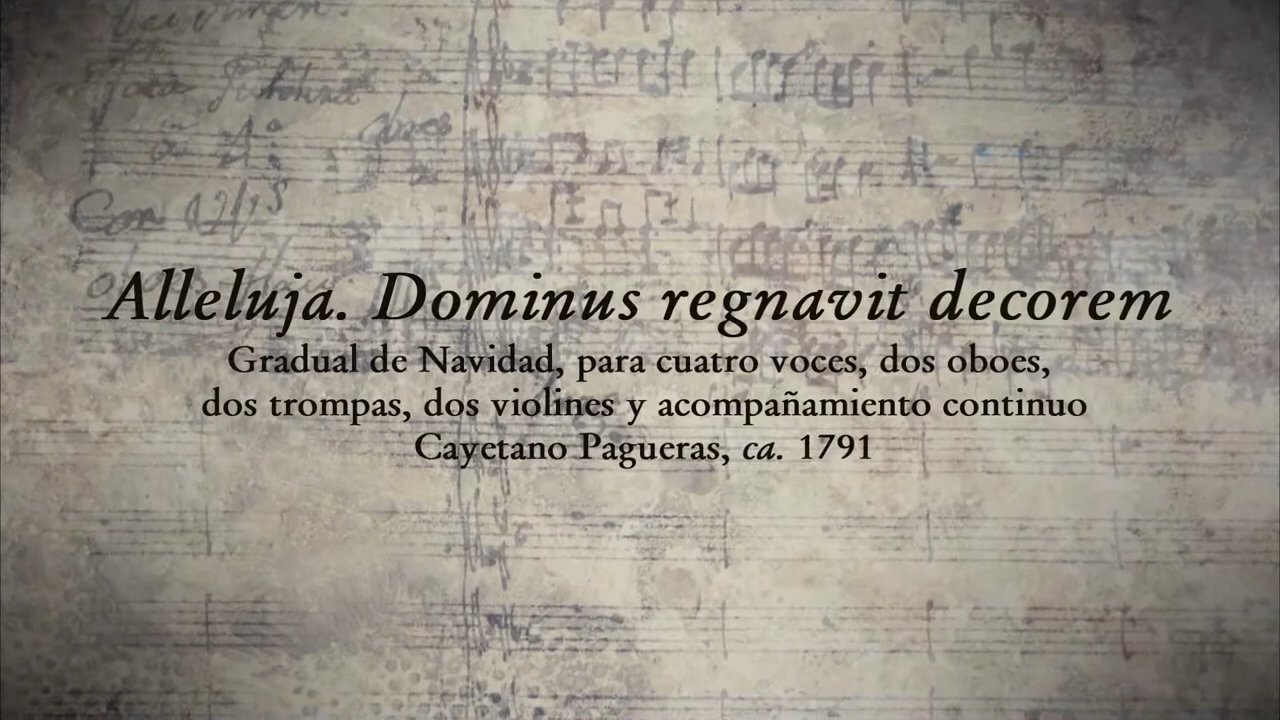 Con
Alleluja. Dominus regnavit decorem
Gradual de Navidad, para cuatro voces, dos oboes,
dos trompas, dos violines y acompañamiento continuo
Cayetano Pagueras, ca. 1791